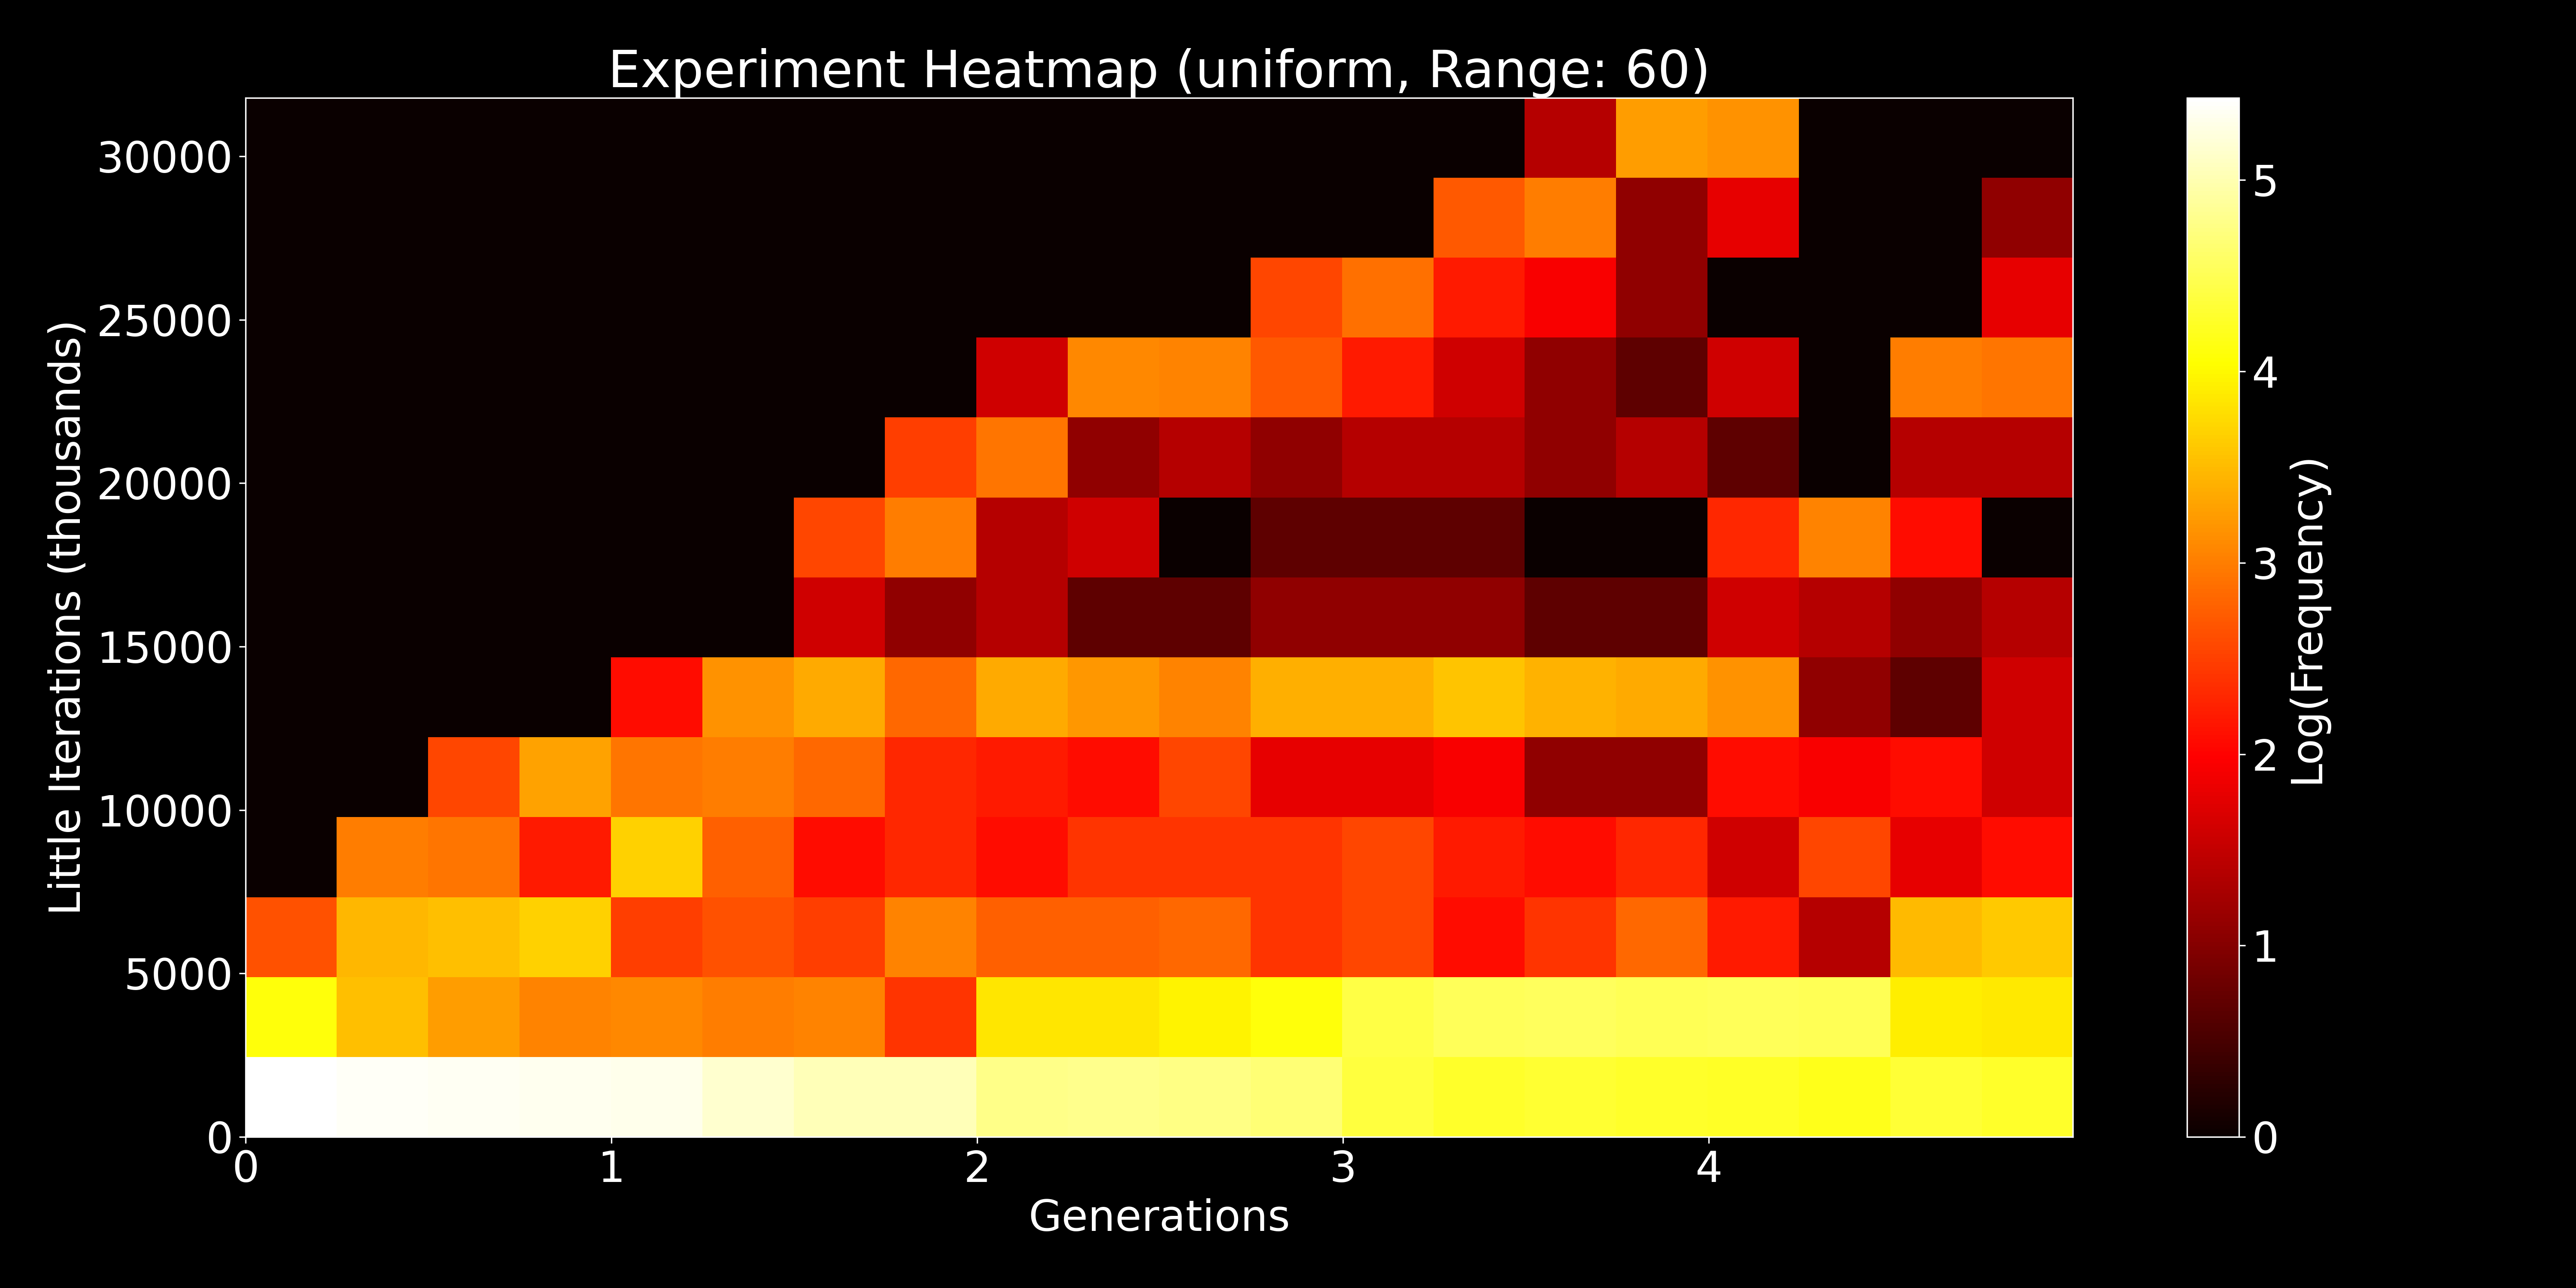 Experiment Heatmap (uniform, Range: 60)
Little Iterations (thousands)
30000
25000
20000
15000
10000
5000
0
0 1 2 3 4
Generations
5
4
3
2
1
0
Log(Frequency)